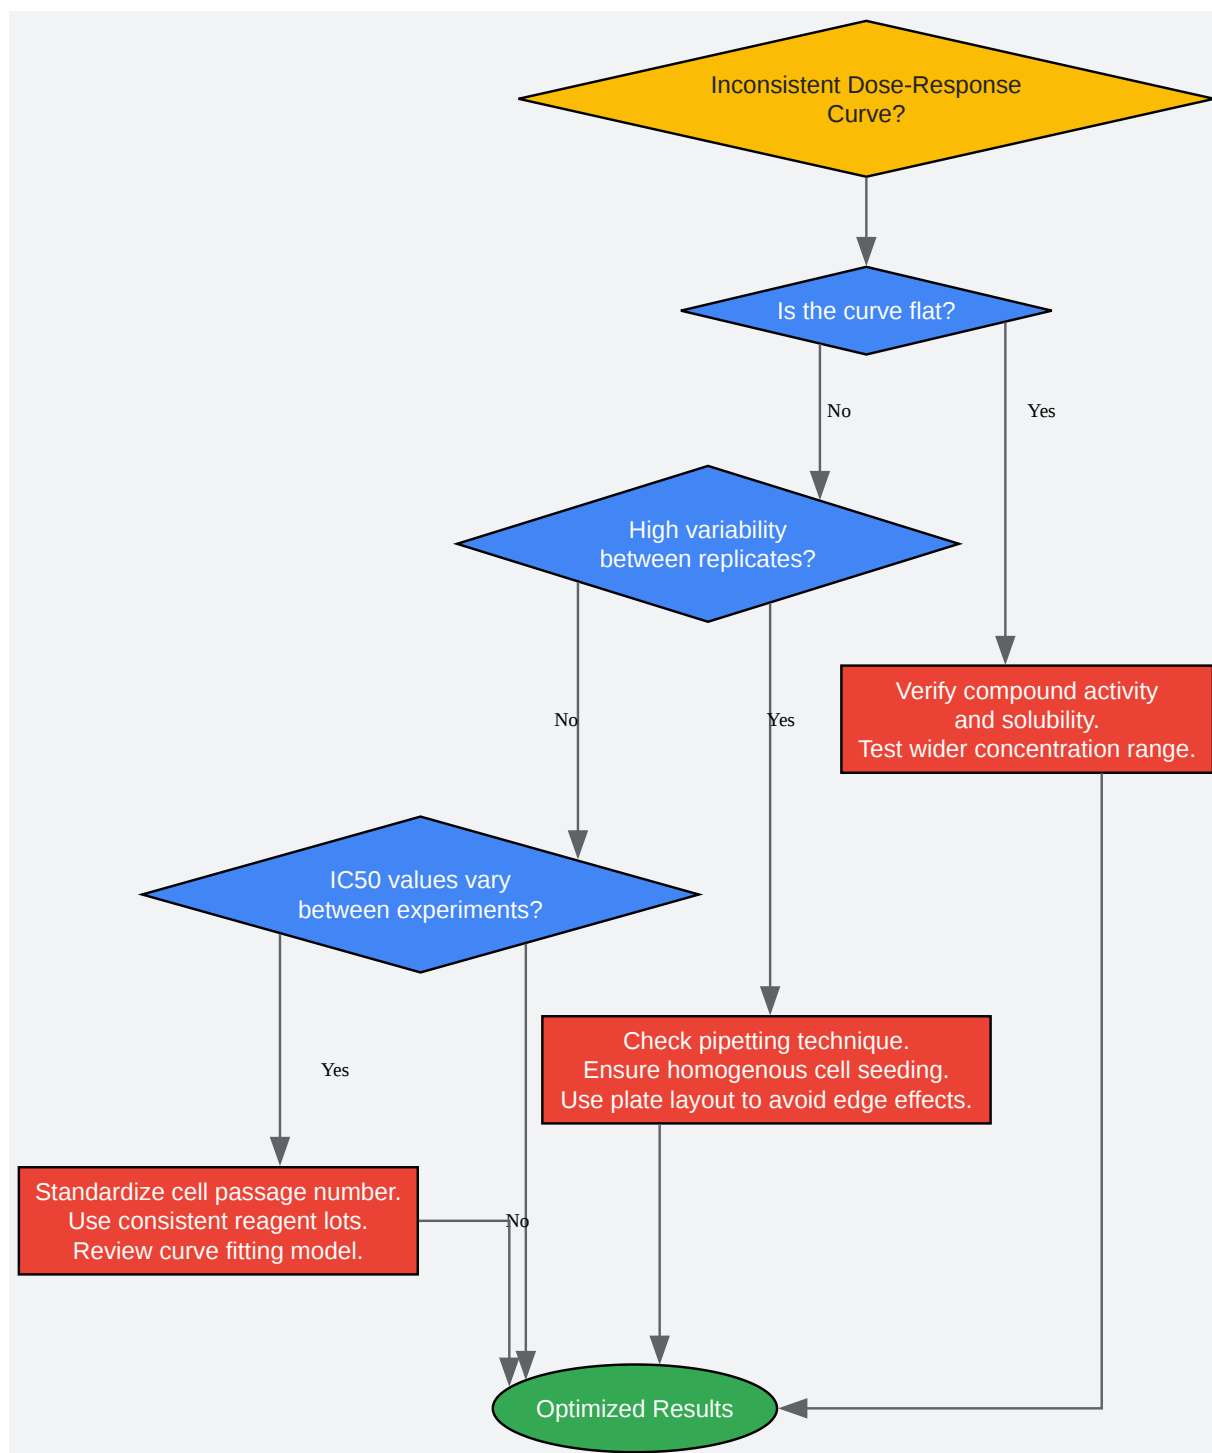 Inconsistent Dose-Response
Curve?
Is the curve flat?
No
Yes
High variability
between replicates?
Verify compound activity
and solubility.
Test wider concentration range.
No
Yes
IC50 values vary
between experiments?
Check pipetting technique.
Ensure homogenous cell seeding.
Use plate layout to avoid edge effects.
Yes
Standardize cell passage number.
Use consistent reagent lots.
Review curve fitting model.
No
Optimized Results